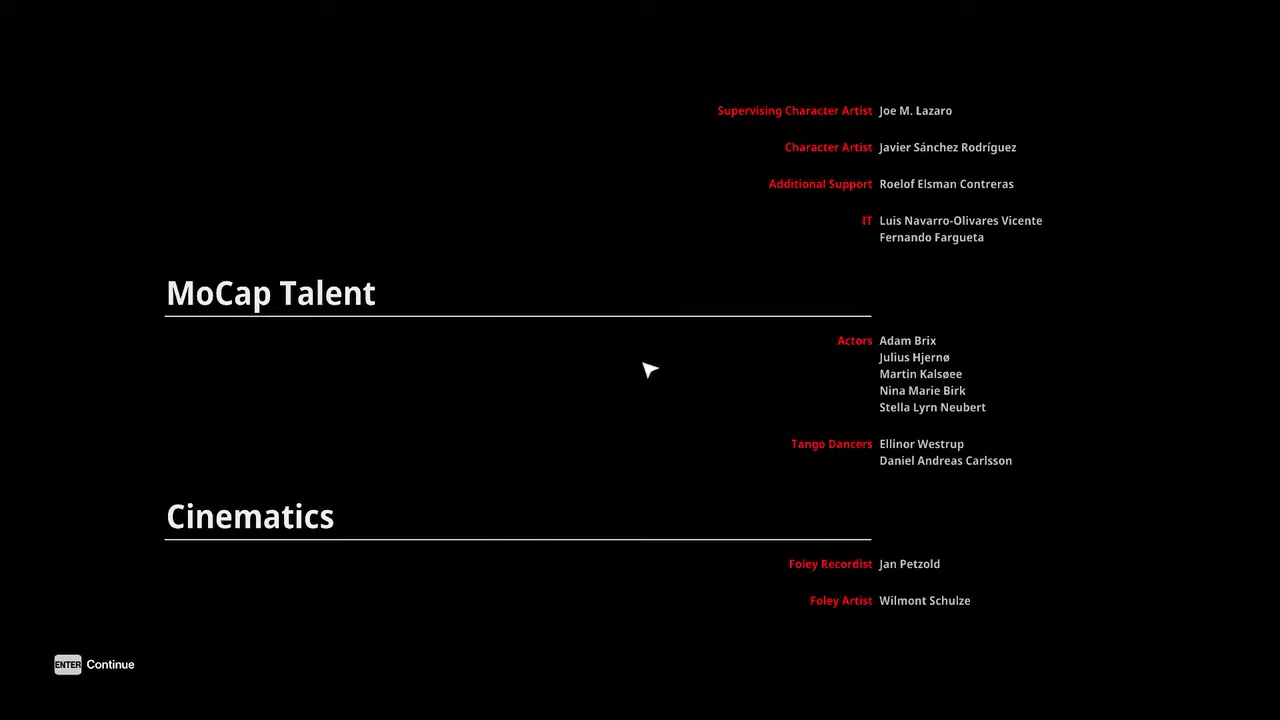 Supervising Character Artist Joe M. Lazaro
Character Artist Javier Sánchez Rodríguez
Additional Support Roelof Elsman Contreras
IT Luis Navarro-Olivares Vicente
Fernando Fargueta
MoCap Talent
Actors Adam Brix
Julius Hjernø
Martin Kalsøee
Nina Marie Birk
Stella Lyrn Neubert
Tango Dancers Ellinor Westrup
Daniel Andreas Carlsson
Cinematics
Foley Recordist Jan Petzold
Foley Artist Wilmont Schulze
ENTER Continue